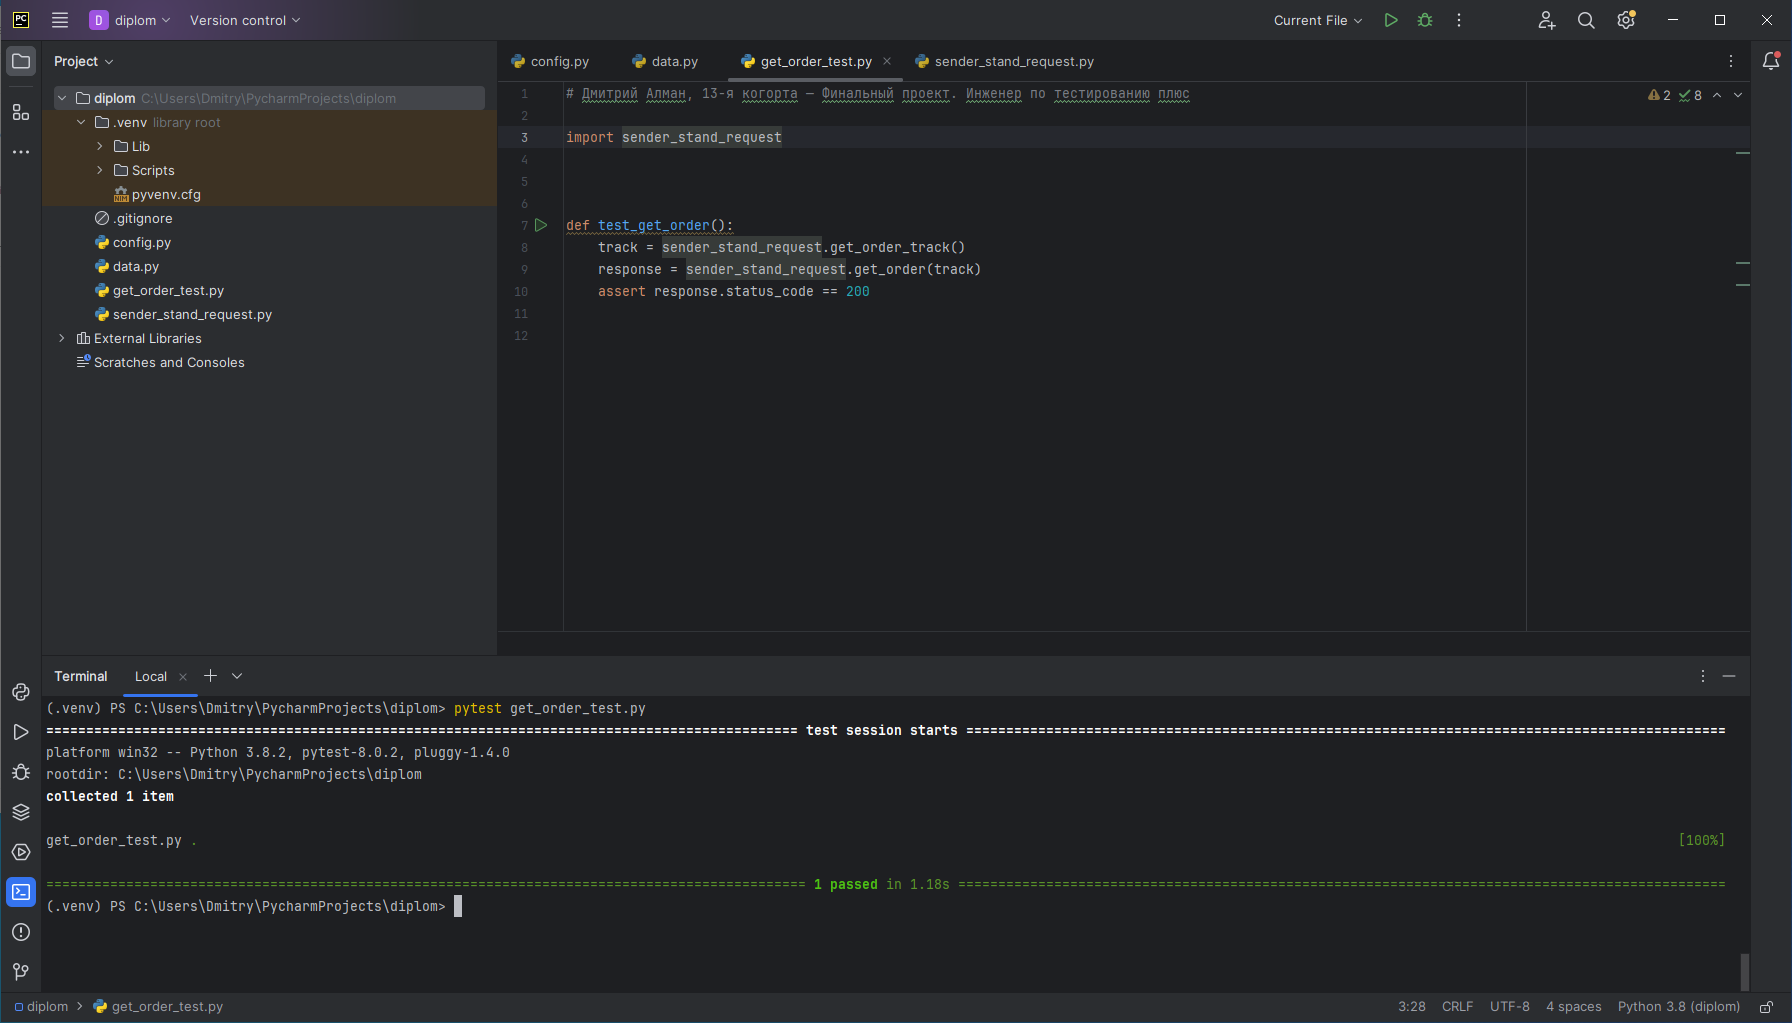 PC D diplom Version control Current File
Project
diplom C:\Users\Dmitry\PycharmProjects\diplom
.venv library root
Lib
Scripts
pyvenv.cfg
.gitignore
config.py
data.py
get_order_test.py
sender_stand_request.py
External Libraries
Scratches and Consoles
config.py data.py get_order_test.py sender_stand_request.py
2 8
1 # Дмитрий Алман, 13-я когорта — Финальный проект. Инженер по тестированию плюс
2
3 import sender_stand_request
4
5
6
7 def test_get_order():
8 track = sender_stand_request.get_order_track()
9 response = sender_stand_request.get_order(track)
10 assert response.status_code == 200
11
12
Terminal Local
(.venv) PS C:\Users\Dmitry\PycharmProjects\diplom> pytest get_order_test.py
============================================================================================== test session starts ===============================================================================================
platform win32 -- Python 3.8.2, pytest-8.0.2, pluggy-1.4.0
rootdir: C:\Users\Dmitry\PycharmProjects\diplom
collected 1 item
get_order_test.py . [100%]
=============================================================================================== 1 passed in 1.18s ================================================================================================
(.venv) PS C:\Users\Dmitry\PycharmProjects\diplom>
diplom > get_order_test.py 3:28 CRLF UTF-8 4 spaces Python 3.8 (diplom)